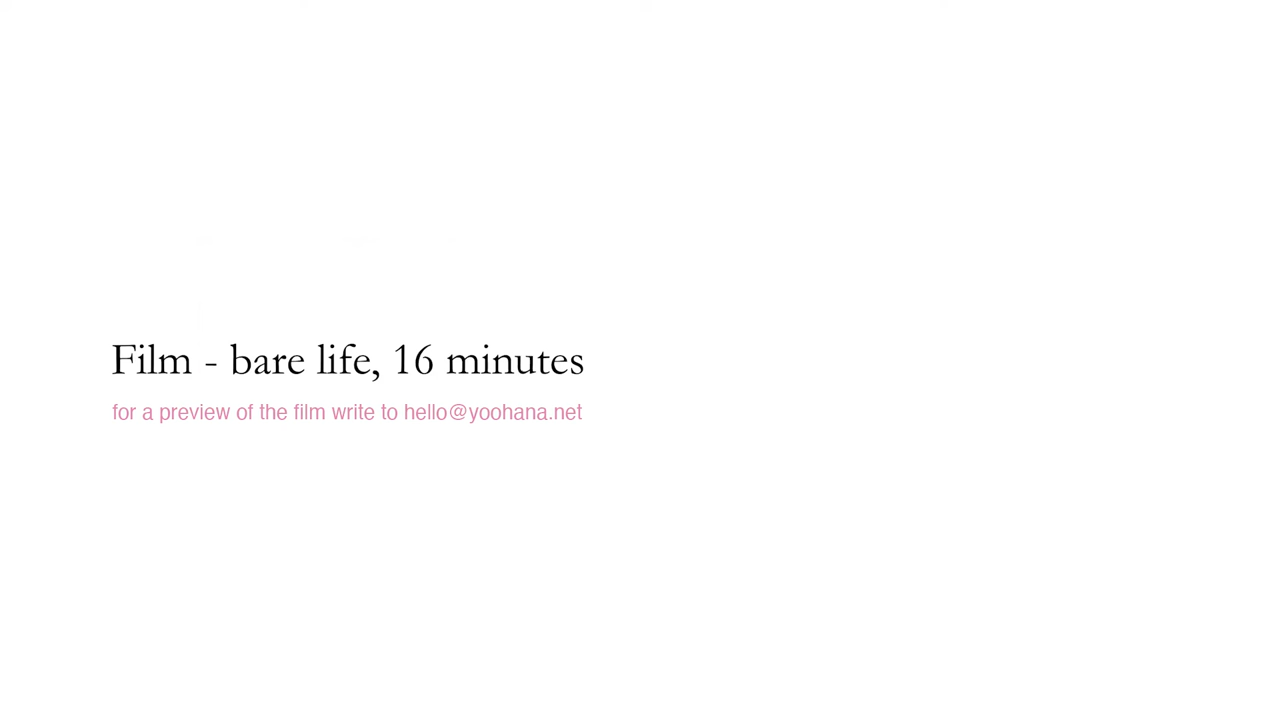 Film - bare life, 16 minutes
for a preview of the film write to hello@yoohana.net